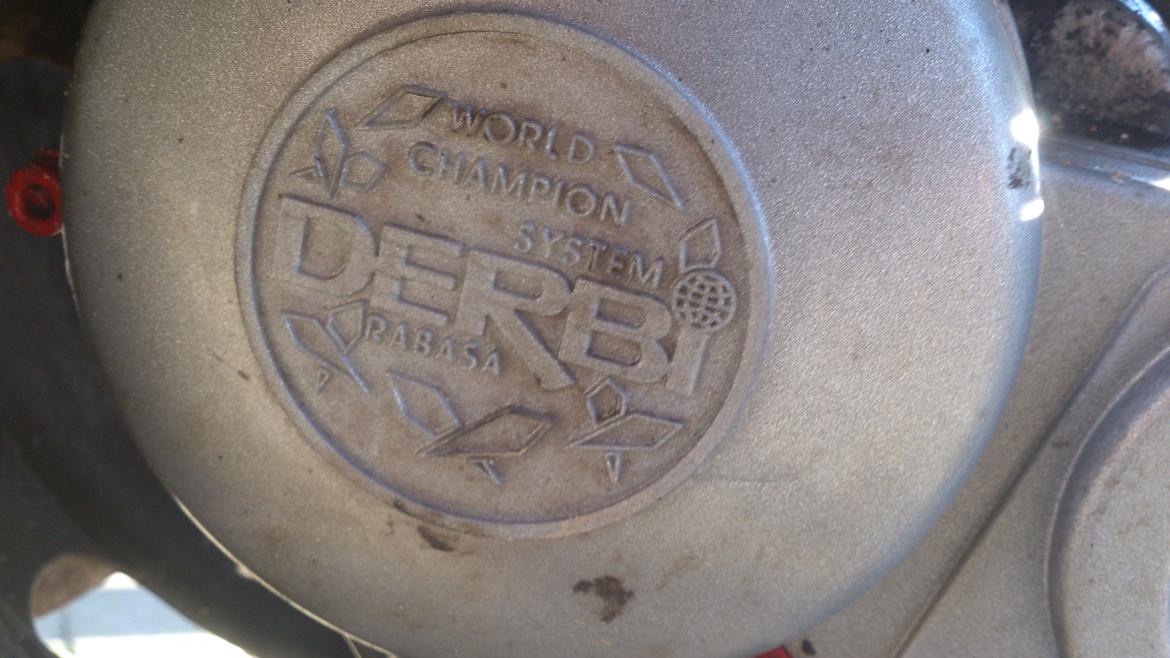 WORLD
CHAMPION
SYSTEM
DERBI
RABASA